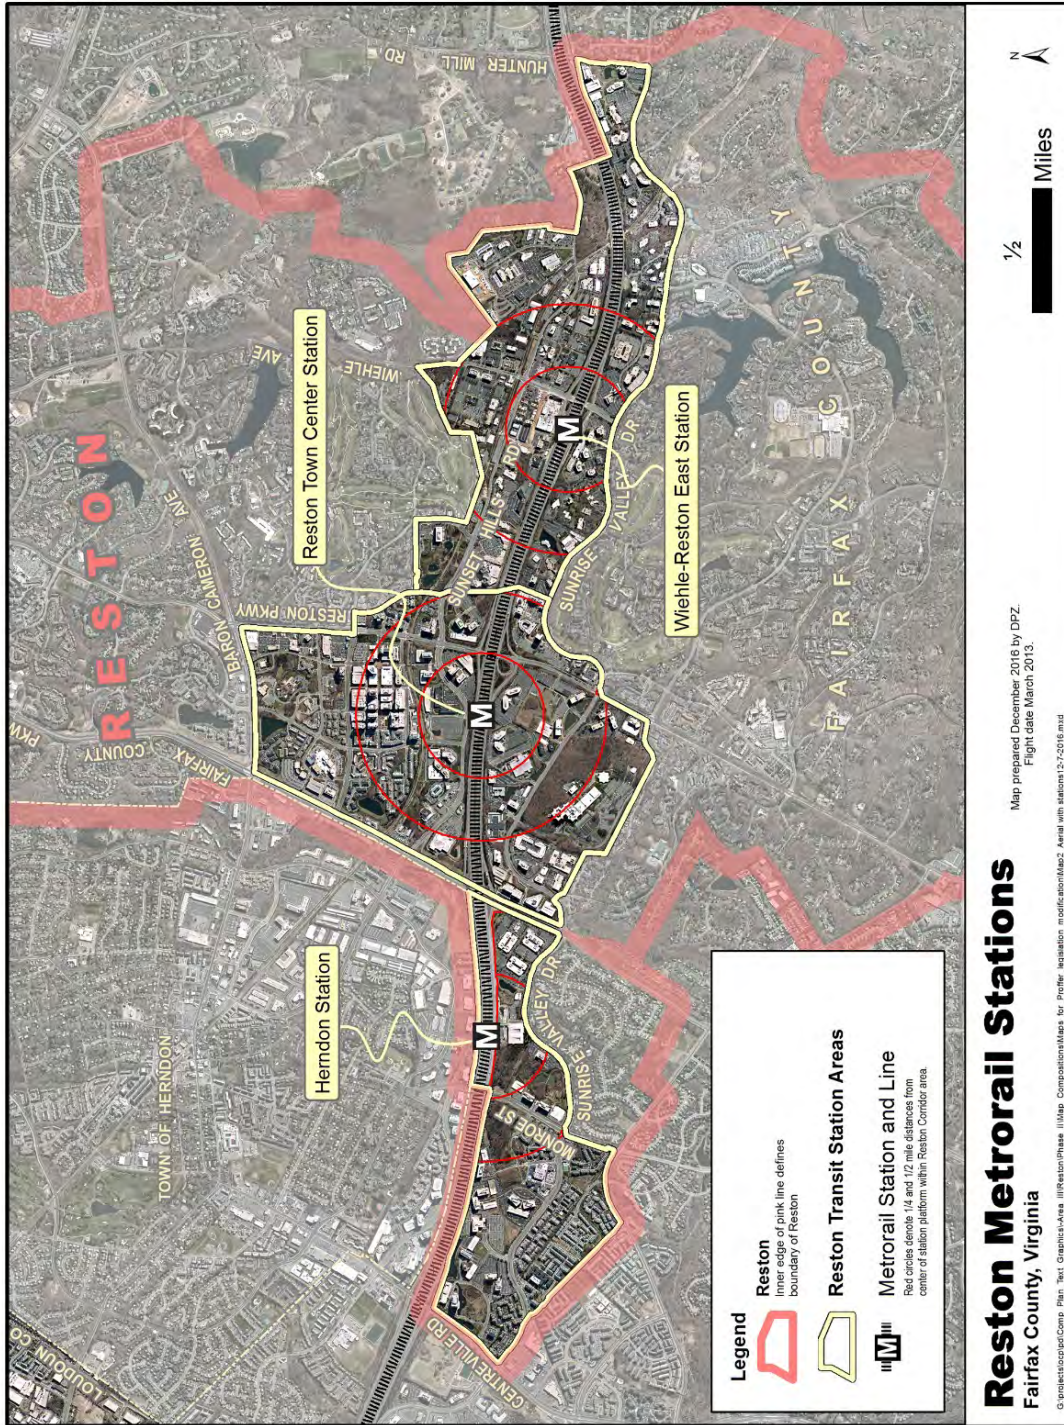 LOUDOUN CO.
TOWN OF HERNDON
FAIRFAX
COUNTY
PKWY
RESTON
BARON CAMERON
AVE
RESTON PKWY
WIEHLE
AVE
HUNTER MILL
RD
Herndon Station
Reston Town Center Station
Wiehle-Reston East Station
M
M
M
SUNSET
HILLS
RD
SUNRISE VALLEY DR
SUNRISE VALLEY DR
MONROE ST
CENTREVILLE RD
FAIRFAX COUNTY
Legend
Reston
Inner edge of pink line defines
boundary of Reston
Reston Transit Station Areas
M
Metrorail Station and Line
Red circles denote 1/4 and 1/2 mile distances from
center of station platform within Reston Corridor area.
Reston Metrorail Stations
Fairfax County, Virginia
Map prepared December 2016 by DPZ.
Flight date March 2013.
½
Miles
N